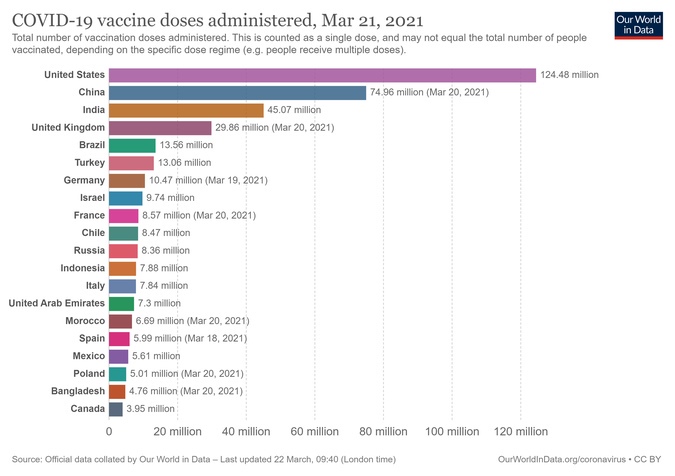 COVID-19 vaccine doses administered, Mar 21, 2021
Total number of vaccination doses administered. This is counted as a single dose, and may not equal the total number of people
vaccinated, depending on the specific dose regime (e.g. people receive multiple doses).
Our World
in Data
United States 124.48 million
China 74.96 million (Mar 20, 2021)
India 45.07 million
United Kingdom 29.86 million (Mar 20, 2021)
Brazil 13.56 million
Turkey 13.06 million
Germany 10.47 million (Mar 19, 2021)
Israel 9.74 million
France 8.57 million (Mar 20, 2021)
Chile 8.47 million
Russia 8.36 million
Indonesia 7.88 million
Italy 7.84 million
United Arab Emirates 7.3 million
Morocco 6.69 million (Mar 20, 2021)
Spain 5.99 million (Mar 18, 2021)
Mexico 5.61 million
Poland 5.01 million (Mar 20, 2021)
Bangladesh 4.76 million (Mar 20, 2021)
Canada 3.95 million
0 20 million 40 million 60 million 80 million 100 million 120 million
Source: Official data collated by Our World in Data – Last updated 22 March, 09:40 (London time) OurWorldInData.org/coronavirus • CC BY